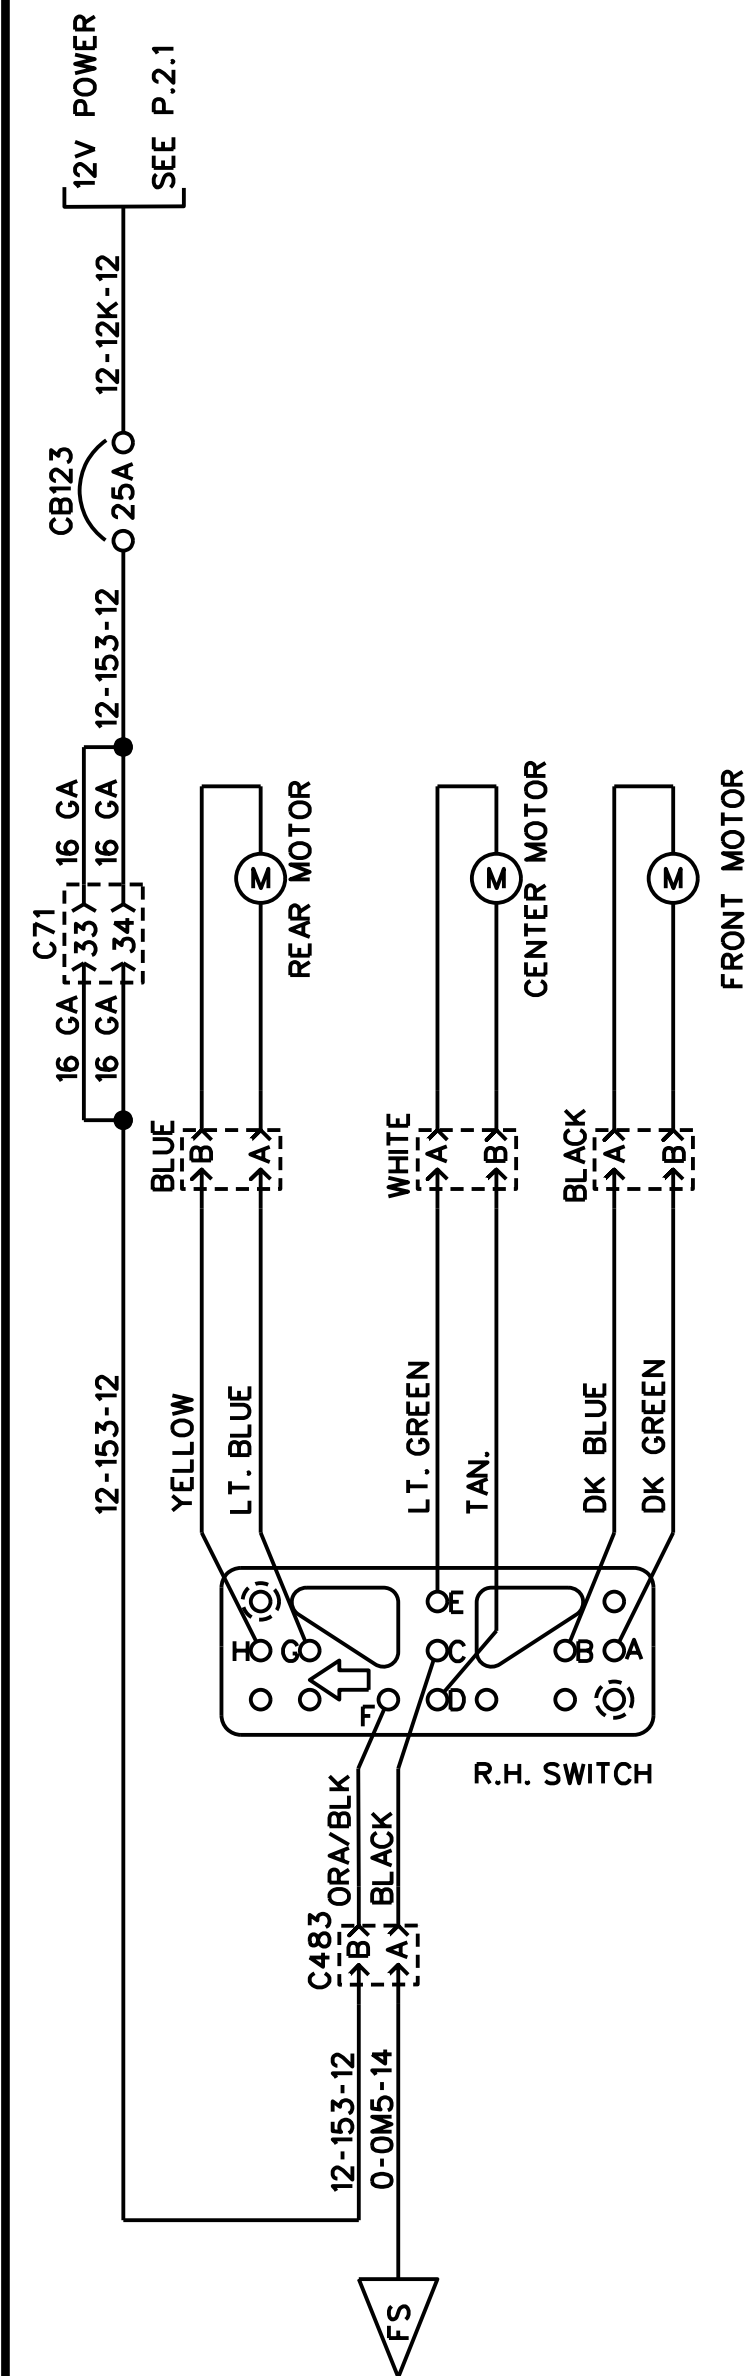 12V POWER
SEE P.2.1
12-12K-12
CB123
25A
12-153-12
16 GA
16 GA
C71
33
34
16 GA
16 GA
12-153-12
REAR MOTOR
M
BLUE
B
A
YELLOW
LT. BLUE
CENTER MOTOR
M
WHITE
A
B
LT. GREEN
TAN.
FRONT MOTOR
M
BLACK
A
B
DK BLUE
DK GREEN
H
G
F
E
C
D
B
A
R.H. SWITCH
ORA/BLK
BLACK
C483
B
A
12-153-12
0-0M5-14
FS